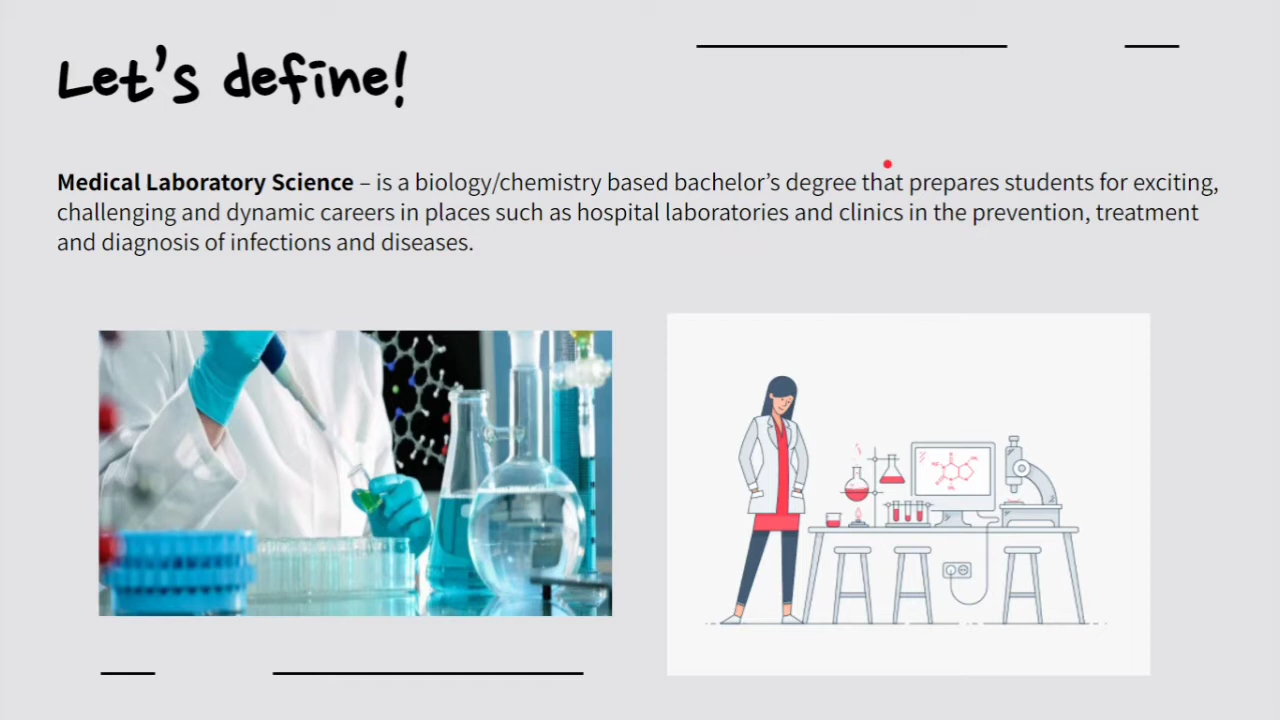 Let's define!
Medical Laboratory Science – is a biology/chemistry based bachelor's degree that prepares students for exciting,
challenging and dynamic careers in places such as hospital laboratories and clinics in the prevention, treatment
and diagnosis of infections and diseases.